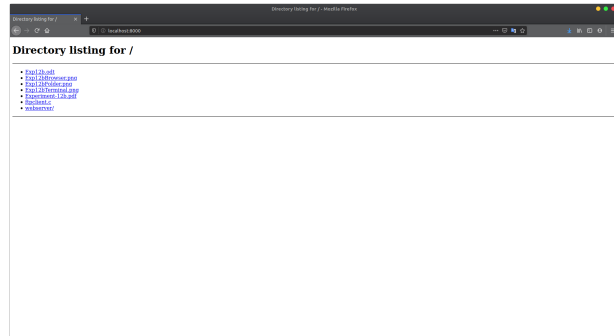 Directory listing for / - Mozilla Firefox
Directory listing for /
localhost:8000
Directory listing for /
Exp12b.odt
Exp12bBrowser.png
Exp12bFolder.png
Exp12bTerminal.png
Experiment-12b.pdf
ftpclient.c
webserver/